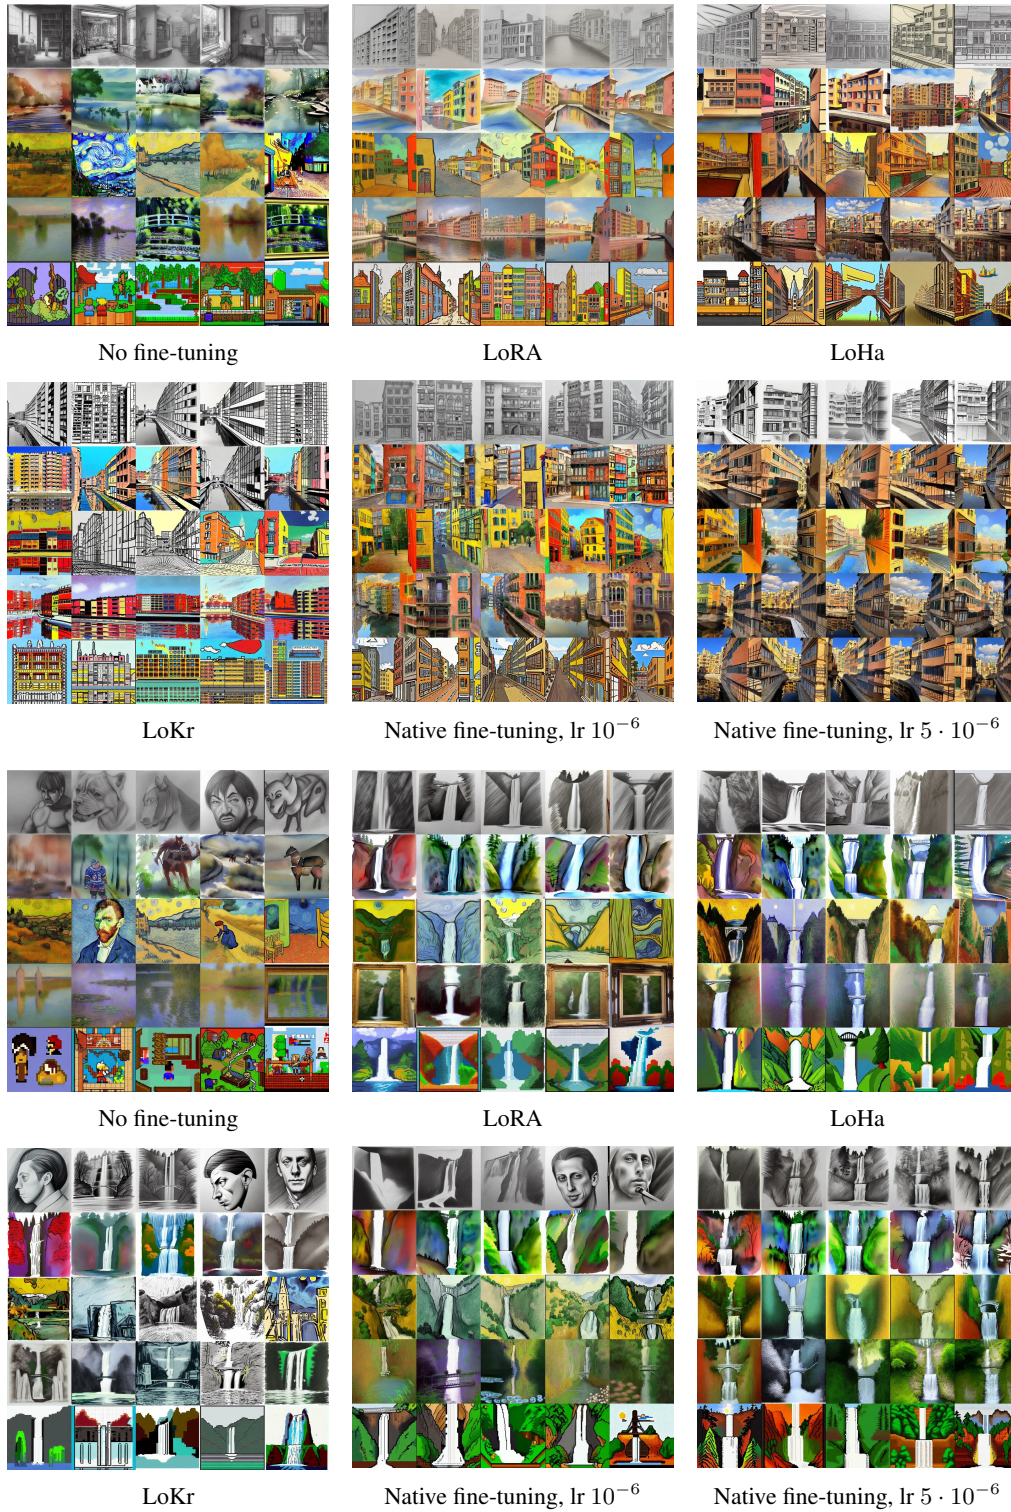 No fine-tuning
LoRA
LoHa
LoKr
Native fine-tuning, lr 10⁻⁶
Native fine-tuning, lr 5 · 10⁻⁶
No fine-tuning
LoRA
LoHa
LoKr
Native fine-tuning, lr 10⁻⁶
Native fine-tuning, lr 5 · 10⁻⁶